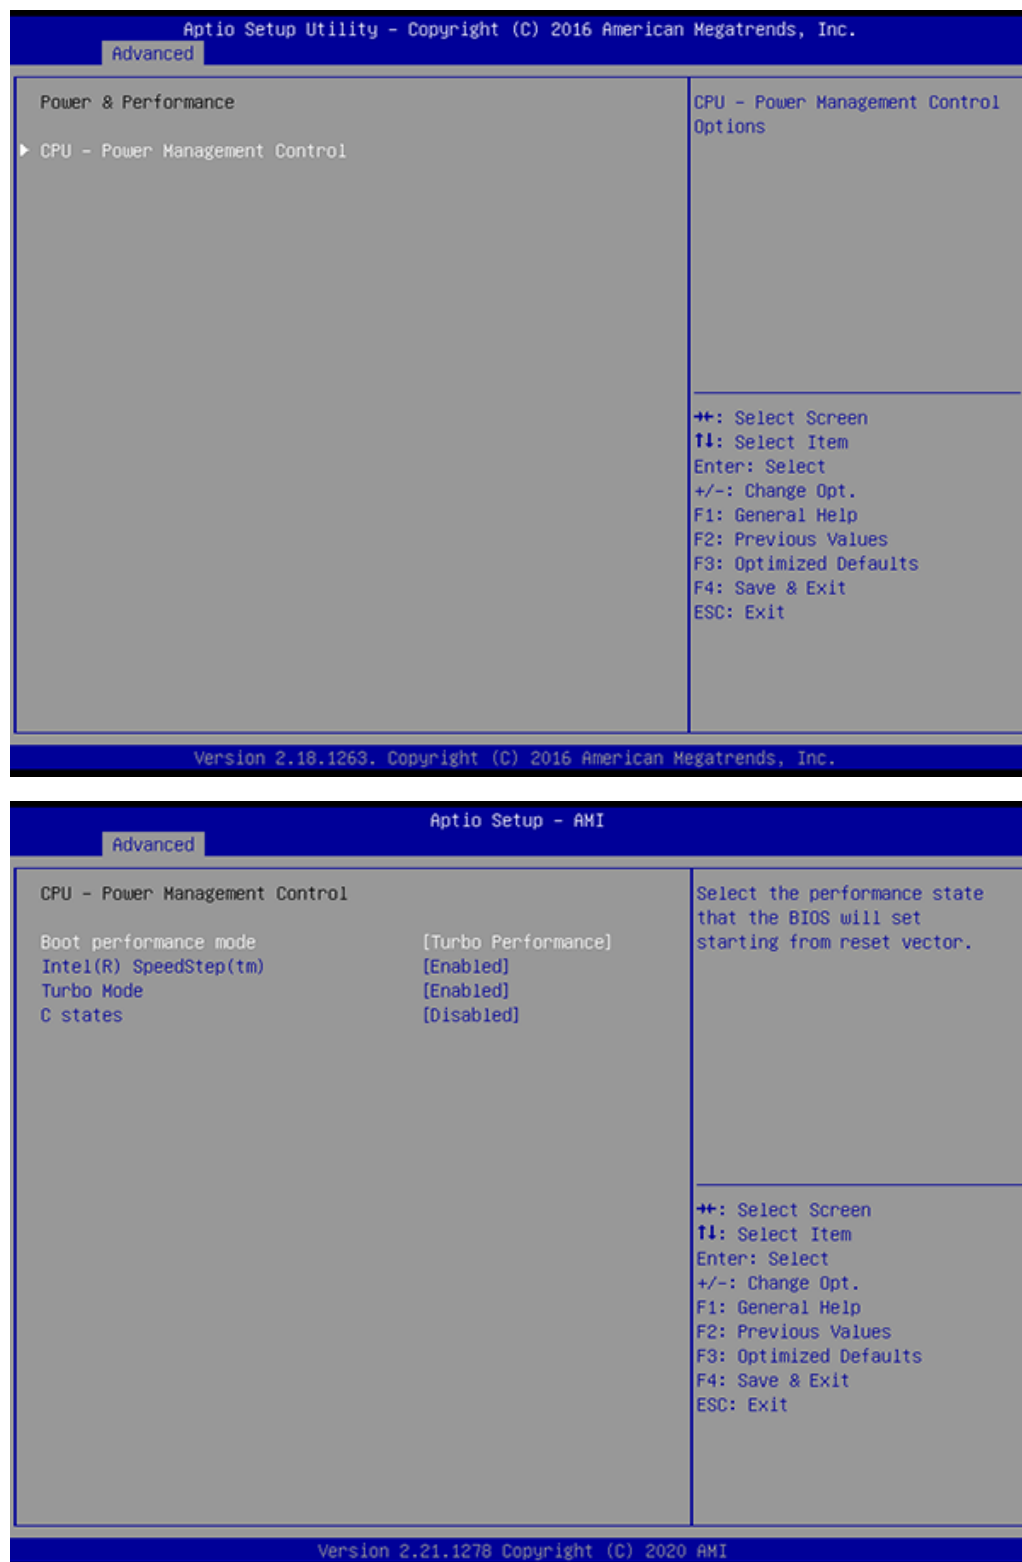 Aptio Setup Utility – Copyright (C) 2016 American Megatrends, Inc.
Advanced
Power & Performance
▶ CPU – Power Management Control
CPU – Power Management Control
Options
→←: Select Screen
↑↓: Select Item
Enter: Select
+/-: Change Opt.
F1: General Help
F2: Previous Values
F3: Optimized Defaults
F4: Save & Exit
ESC: Exit
Version 2.18.1263. Copyright (C) 2016 American Megatrends, Inc.
Aptio Setup – AMI
Advanced
CPU – Power Management Control
Boot performance mode [Turbo Performance]
Intel(R) SpeedStep(tm) [Enabled]
Turbo Mode [Enabled]
C states [Disabled]
Select the performance state
that the BIOS will set
starting from reset vector.
→←: Select Screen
↑↓: Select Item
Enter: Select
+/-: Change Opt.
F1: General Help
F2: Previous Values
F3: Optimized Defaults
F4: Save & Exit
ESC: Exit
Version 2.21.1278 Copyright (C) 2020 AMI